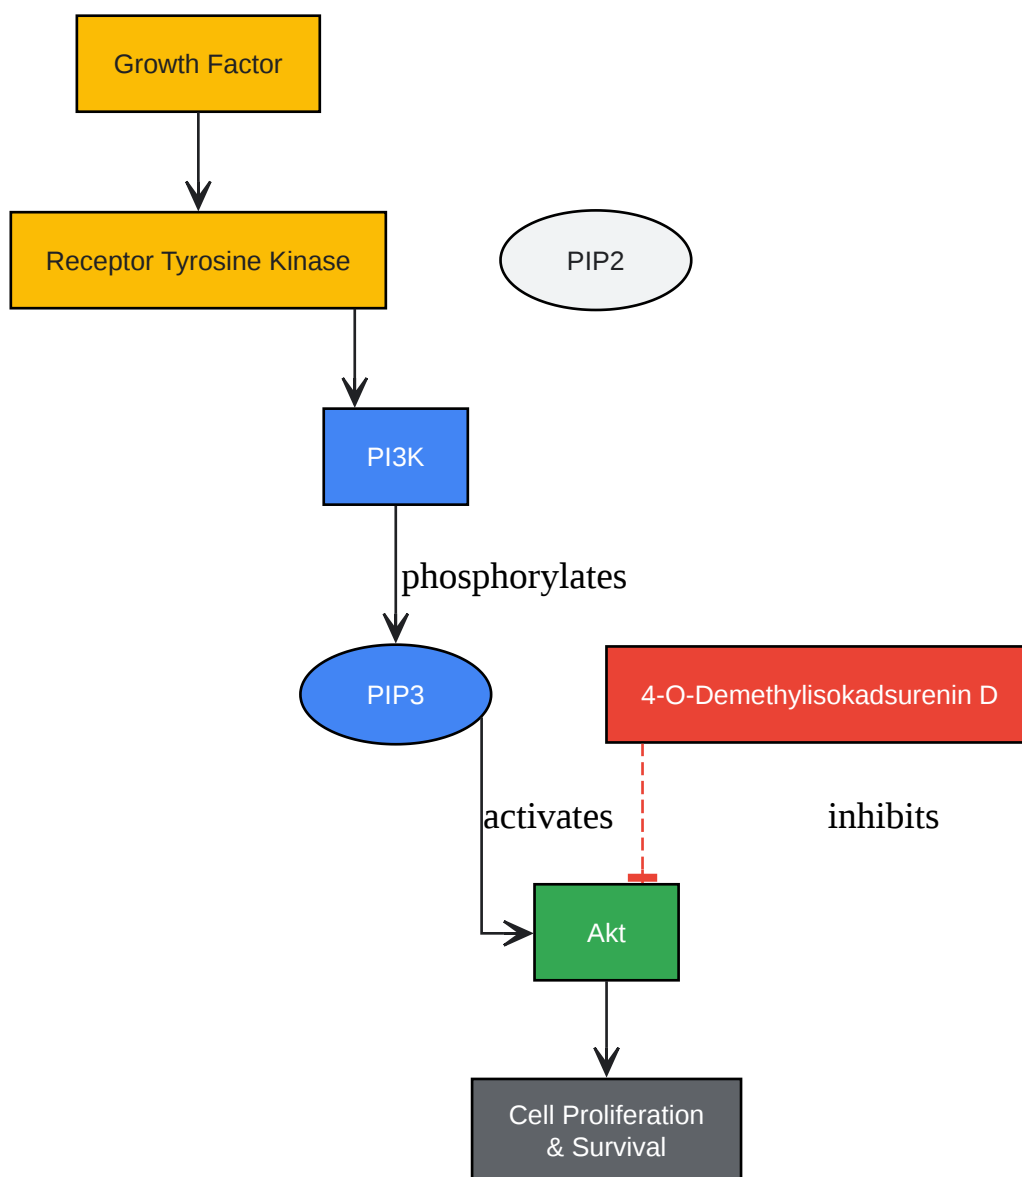 Growth Factor
Receptor Tyrosine Kinase
PIP2
PI3K
phosphorylates
PIP3
4-O-Demethylisokadsurenin D
activates
inhibits
Akt
Cell Proliferation
& Survival